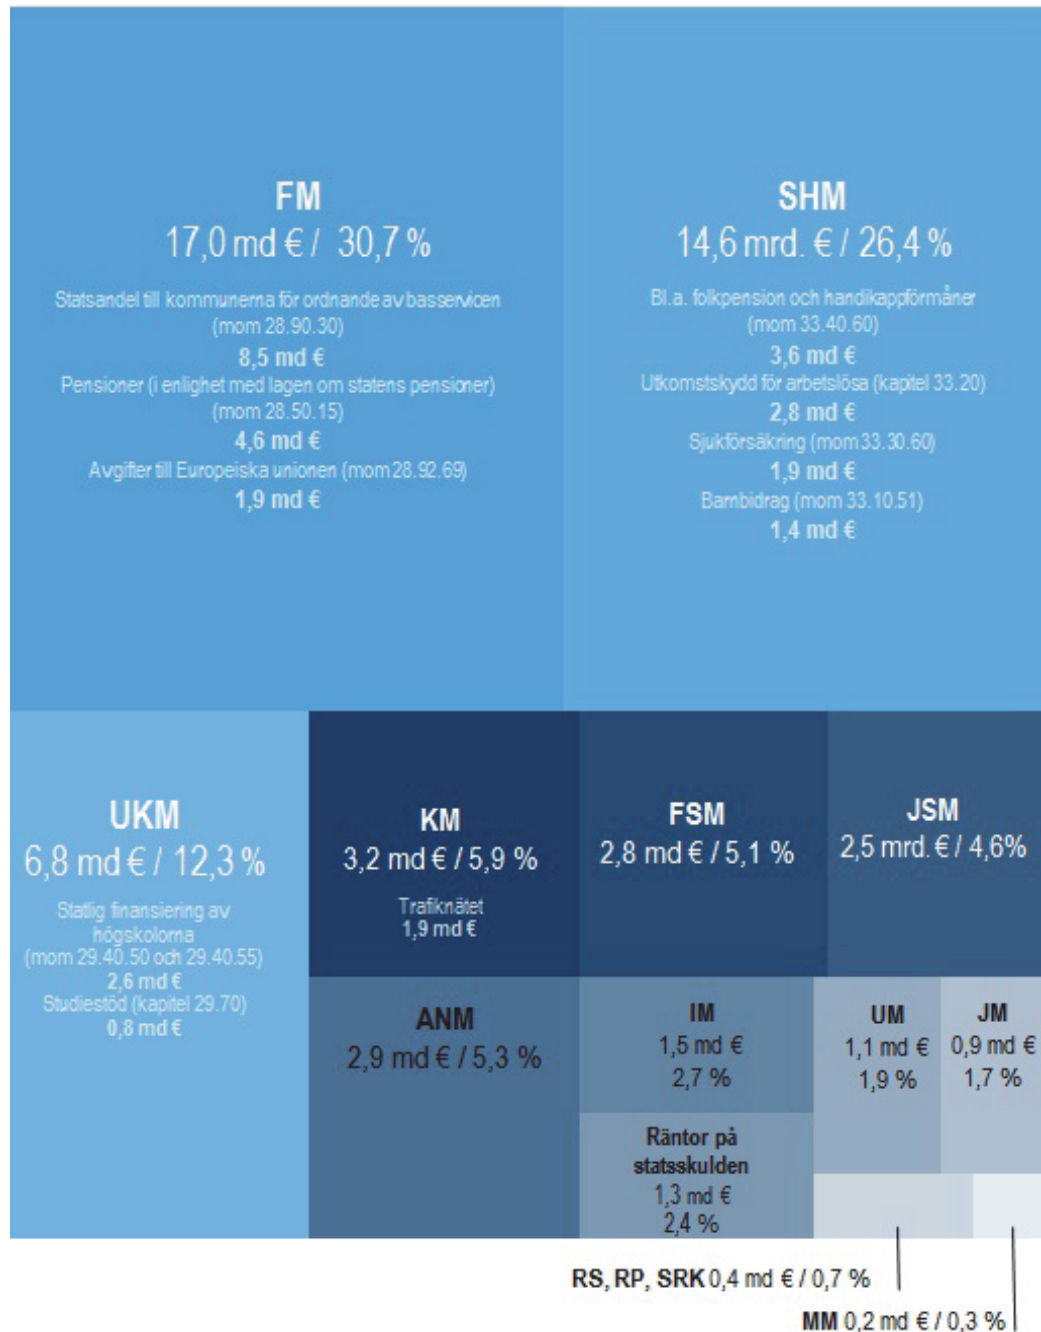 FM
17,0 md € / 30,7 %
Statsandel till kommunerna för ordnande av basservicen
(mom 28.90.30)
8,5 md €
Pensioner (i enlighet med lagen om statens pensioner)
(mom 28.50.15)
4,6 md €
Avgifter till Europeiska unionen (mom 28.92.69)
1,9 md €
SHM
14,6 mrd. € / 26,4 %
Bl.a. folkpension och handikappförmåner
(mom 33.40.60)
3,6 md €
Utkomstskydd för arbetslösa (kapitel 33.20)
2,8 md €
Sjukförsäkring (mom 33.30.60)
1,9 md €
Barnbidrag (mom 33.10.51)
1,4 md €
UKM
6,8 md € / 12,3 %
Statlig finansiering av
högskolorna
(mom 29.40.50 och 29.40.55)
2,6 md €
Studiestöd (kapitel 29.70)
0,8 md €
KM
3,2 md € / 5,9 %
Trafiknätet
1,9 md €
FSM
2,8 md € / 5,1 %
JSM
2,5 mrd. € / 4,6%
ANM
2,9 md € / 5,3 %
IM
1,5 md €
2,7 %
UM
1,1 md €
1,9 %
JM
0,9 md €
1,7 %
Räntor på
statsskulden
1,3 md €
2,4 %
RS, RP, SRK 0,4 md € / 0,7 %
MM 0,2 md € / 0,3 %